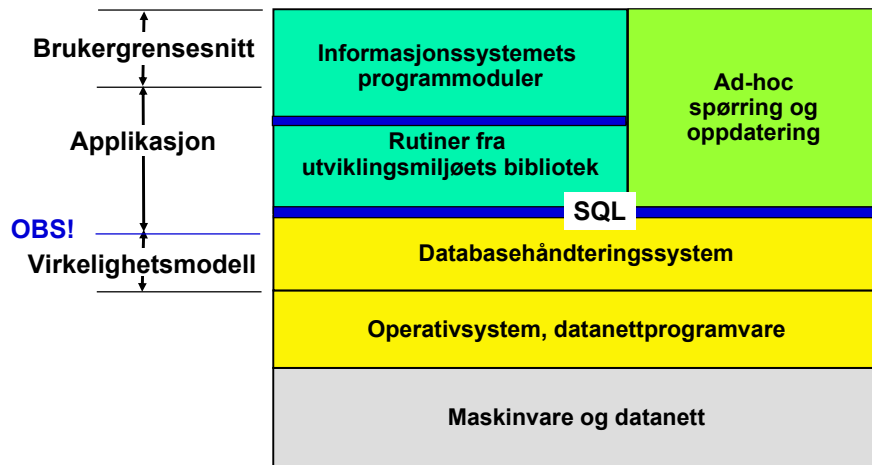 Brukergrensesnitt
Applikasjon
OBS!
Virkelighetsmodell
Informasjonssystemets
programmoduler
Rutiner fra
utviklingsmiljøets bibliotek
Ad-hoc
spørring og
oppdatering
SQL
Databasehåndteringssystem
Operativsystem, datanettprogramvare
Maskinvare og datanett